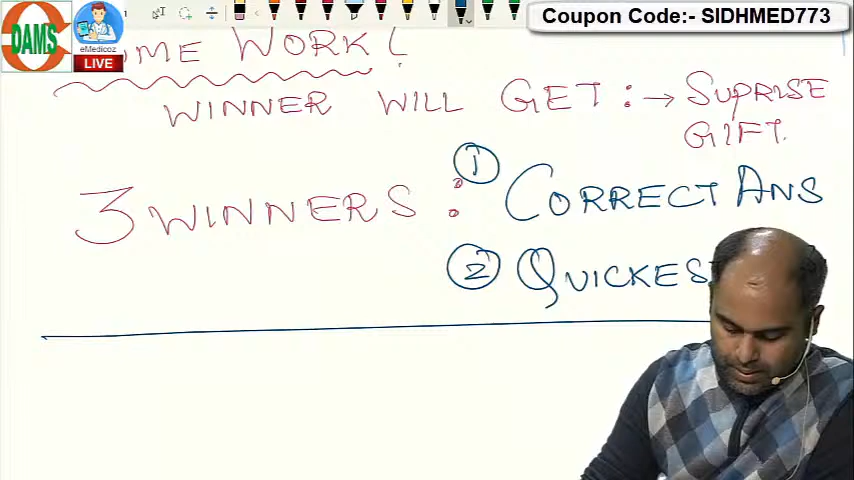 DAMS
eMedicoz
LIVE
Coupon Code:- SIDHMED773
OME WORK!
WINNER WILL GET : → SUPRISE
GIFT.
3 WINNERS : ① CORRECT ANS
② QUICKES